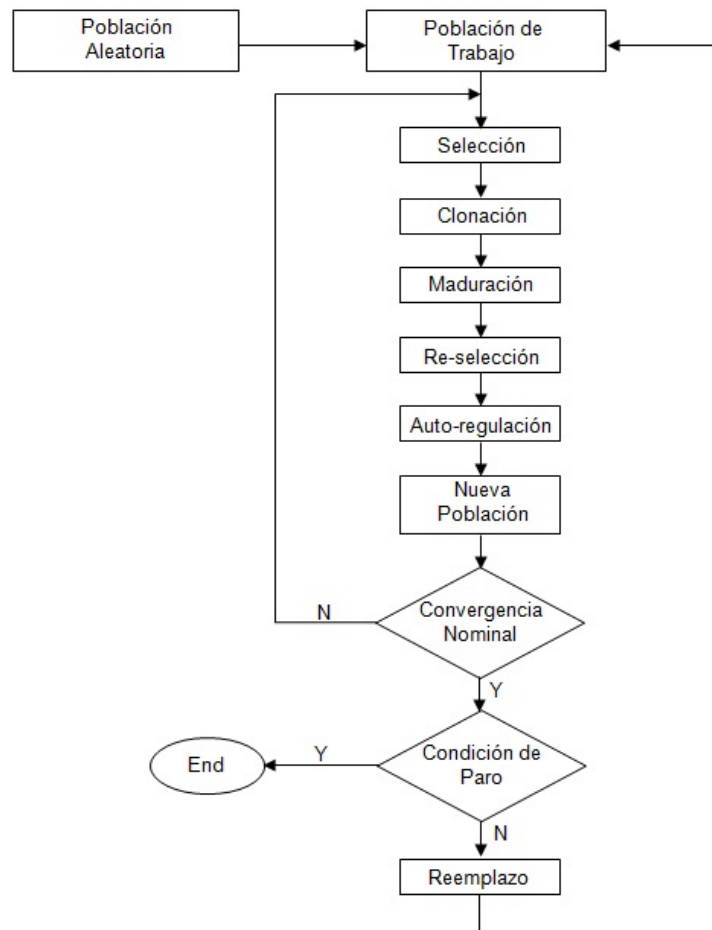 Población
Aleatoria
Población de
Trabajo
Selección
Clonación
Maduración
Re-selección
Auto-regulación
Nueva
Población
Convergencia
Nominal
N
Y
Condición de
Paro
Y
End
N
Reemplazo